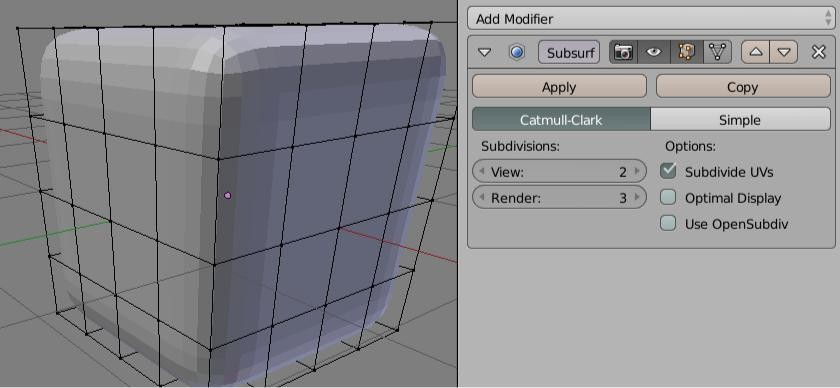 Add Modifier
Subsurf
Apply Copy
Catmull-Clark Simple
Subdivisions: Options:
View: 2 Subdivide UVs
Render: 3 Optimal Display
Use OpenSubdiv